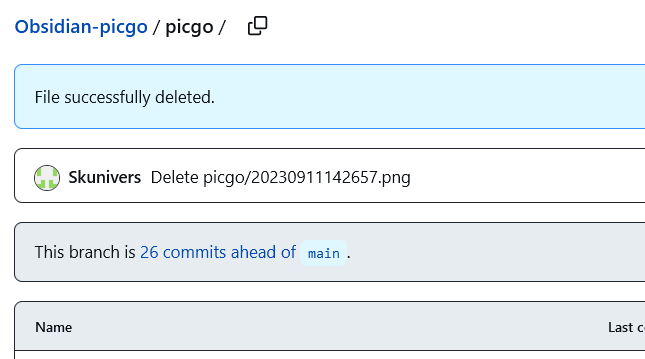 Obsidian-picgo / picgo /
File successfully deleted.
Skunivers Delete picgo/20230911142657.png
This branch is 26 commits ahead of main .
Name Last